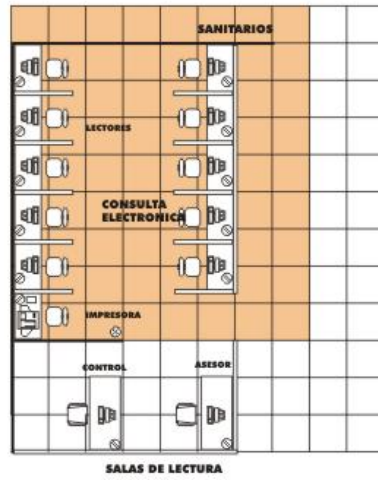 SANITARIOS
LECTORES
CONSULTA
ELECTRONICA
IMPRESORA
CONTROL
ASESOR
SALAS DE LECTURA